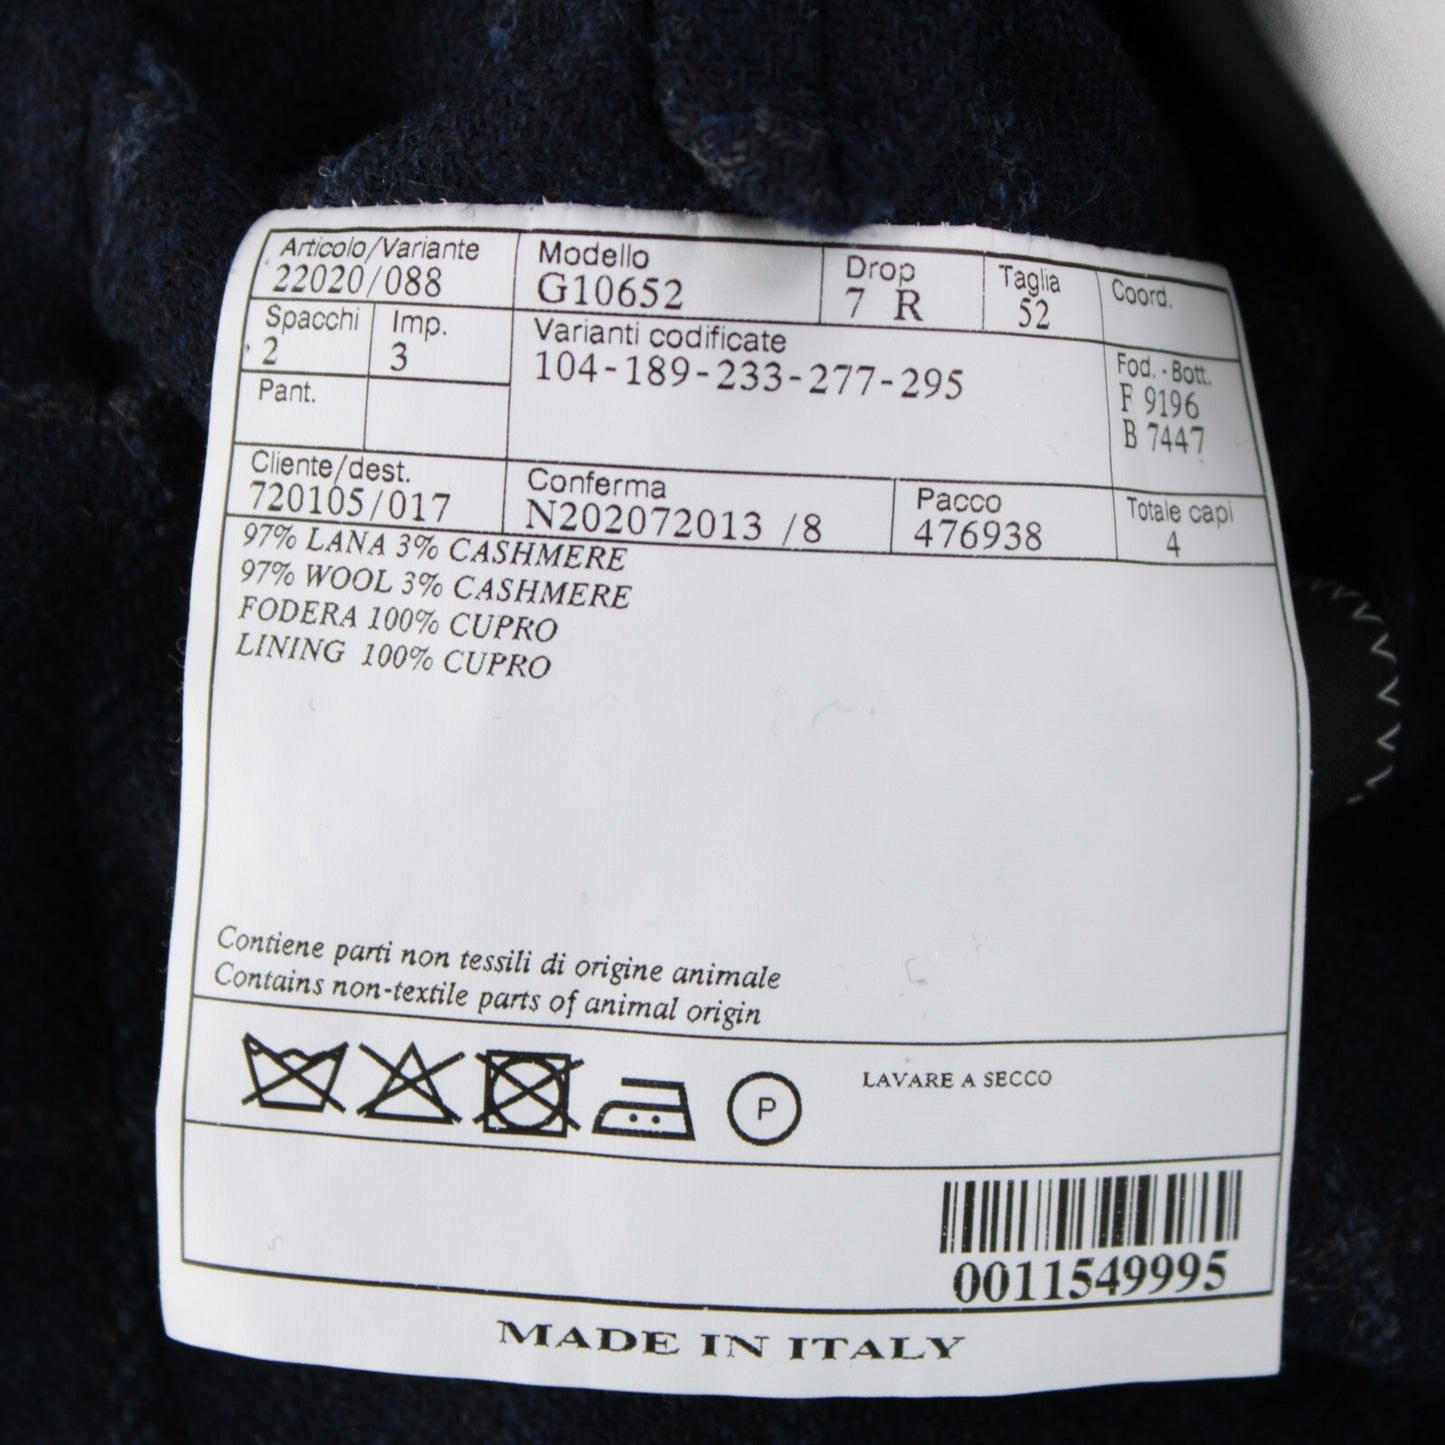 Articolo/Variante
22020/088
Modello
G10652
Drop
7 R
Taglia
52
Coord.
Spacchi
2
Imp.
3
Varianti codificate
104-189-233-277-295
Fod. - Bott.
F 9196
B 7447
Pant.
Cliente/dest.
720105/017
Conferma
N202072013 /8
Pacco
476938
Totale capi
4
97% LANA 3% CASHMERE
97% WOOL 3% CASHMERE
FODERA 100% CUPRO
LINING 100% CUPRO
Contiene parti non tessili di origine animale
Contains non-textile parts of animal origin
P
LAVARE A SECCO
0011549995
MADE IN ITALY